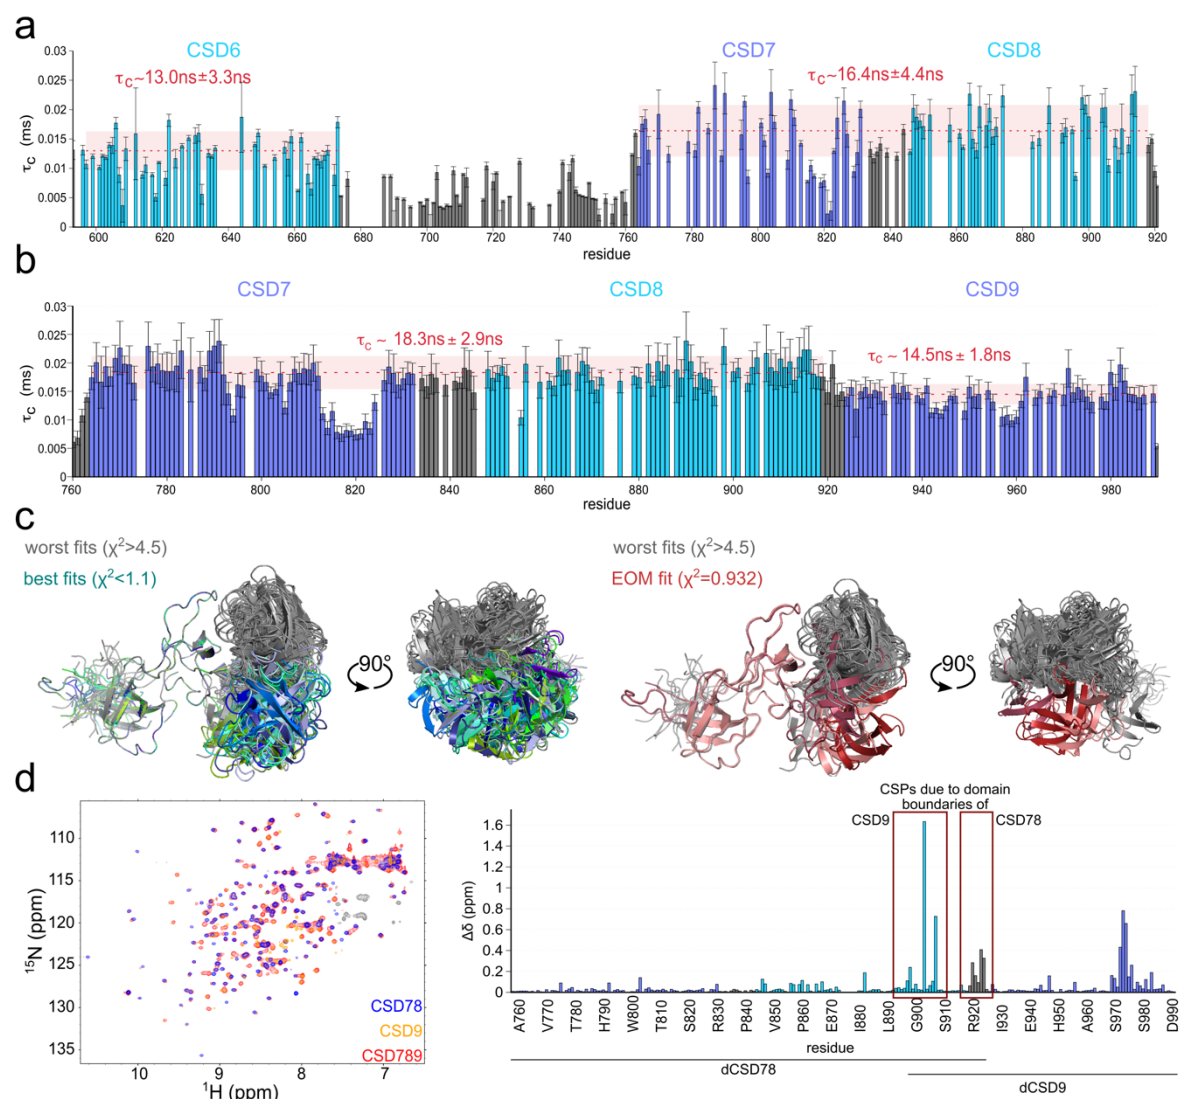 a
CSD6
CSD7
CSD8
0.03
0.025
0.02
0.015
0.01
0.005
0
τc (ms)
τc~13.0ns±3.3ns
τc~16.4ns±4.4ns
600 620 640 660 680 700 720 740 760 780 800 820 840 860 880 900 920
residue
b
CSD7
CSD8
CSD9
0.03
0.025
0.02
0.015
0.01
0.005
0
τc (ms)
τc ~ 18.3ns ± 2.9ns
τc ~ 14.5ns ± 1.8ns
760 780 800 820 840 860 880 900 920 940 960 980
residue
c
worst fits (χ²>4.5)
best fits (χ²<1.1)
90°
worst fits (χ²>4.5)
EOM fit (χ²=0.932)
90°
d
110
115
120
125
130
135
15N (ppm)
CSD78
CSD9
CSD789
10 9 8 7
1H (ppm)
CSPs due to domain
boundaries of
CSD9
CSD78
1.6
1.4
1.2
1
0.8
0.6
0.4
0.2
0
Δδ (ppm)
A760 V770 T780 H790 W800 T810 S820 R830 P840 V850 P860 E870 I880 L890 G900 S910 R920 I930 E940 H950 A960 S970 S980 D990
residue
dCSD78
dCSD9